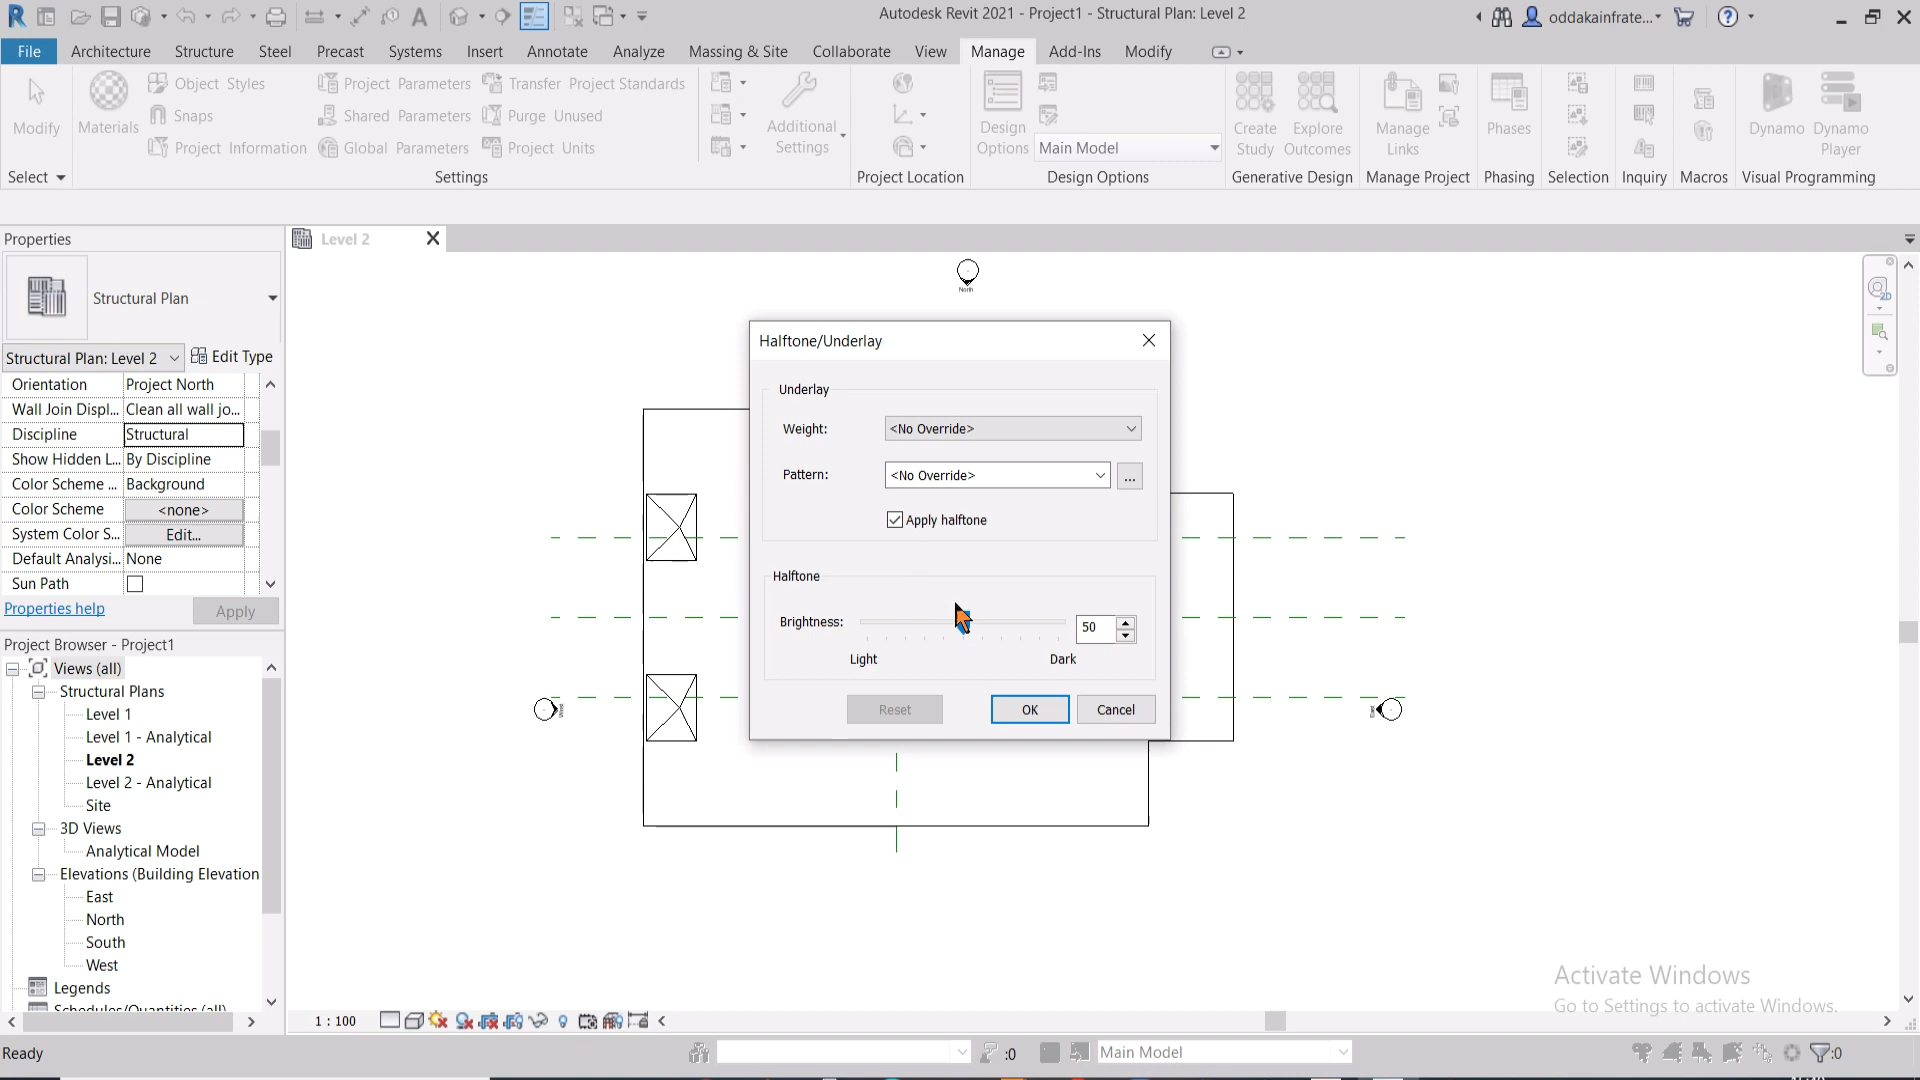 Autodesk Revit 2021 - Project1 - Structural Plan: Level 2
oddakainfrate...
File Architecture Structure Steel Precast Systems Insert Annotate Analyze Massing & Site Collaborate View Manage Add-Ins Modify
Modify
Materials
Object Styles
Snaps
Project Information
Project Parameters
Shared Parameters
Global Parameters
Transfer Project Standards
Purge Unused
Project Units
Additional
Settings
Design
Options
Main Model
Create
Study
Explore
Outcomes
Manage
Links
Phases
Dynamo
Dynamo
Player
Select
Settings
Project Location
Design Options
Generative Design
Manage Project
Phasing
Selection
Inquiry
Macros
Visual Programming
Properties
Level 2
Structural Plan
Structural Plan: Level 2
Edit Type
Orientation Project North
Wall Join Displ... Clean all wall jo...
Discipline Structural
Show Hidden L... By Discipline
Color Scheme ... Background
Color Scheme <none>
System Color S... Edit...
Default Analysi... None
Sun Path
Properties help
Apply
Project Browser - Project1
Views (all)
Structural Plans
Level 1
Level 1 - Analytical
Level 2
Level 2 - Analytical
Site
3D Views
Analytical Model
Elevations (Building Elevation
East
North
South
West
Legends
Schedules/Quantities (all)
North
West
2D
Halftone/Underlay
Underlay
Weight: <No Override>
Pattern: <No Override> ...
Apply halftone
Halftone
Brightness: 50
Light Dark
Reset OK Cancel
Activate Windows
Go to Settings to activate Windows.
1 : 100
Ready
:0
Main Model
:0